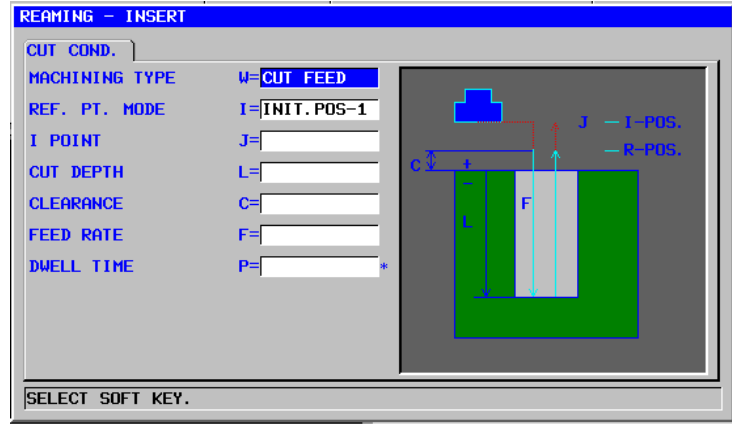 REAMING - INSERT
CUT COND.
MACHINING TYPE W=CUT FEED
REF. PT. MODE I=INIT.POS-1
I POINT J=
CUT DEPTH L=
CLEARANCE C=
FEED RATE F=
DWELL TIME P= *
J - I-POS.
- R-POS.
C + -
F
L
SELECT SOFT KEY.